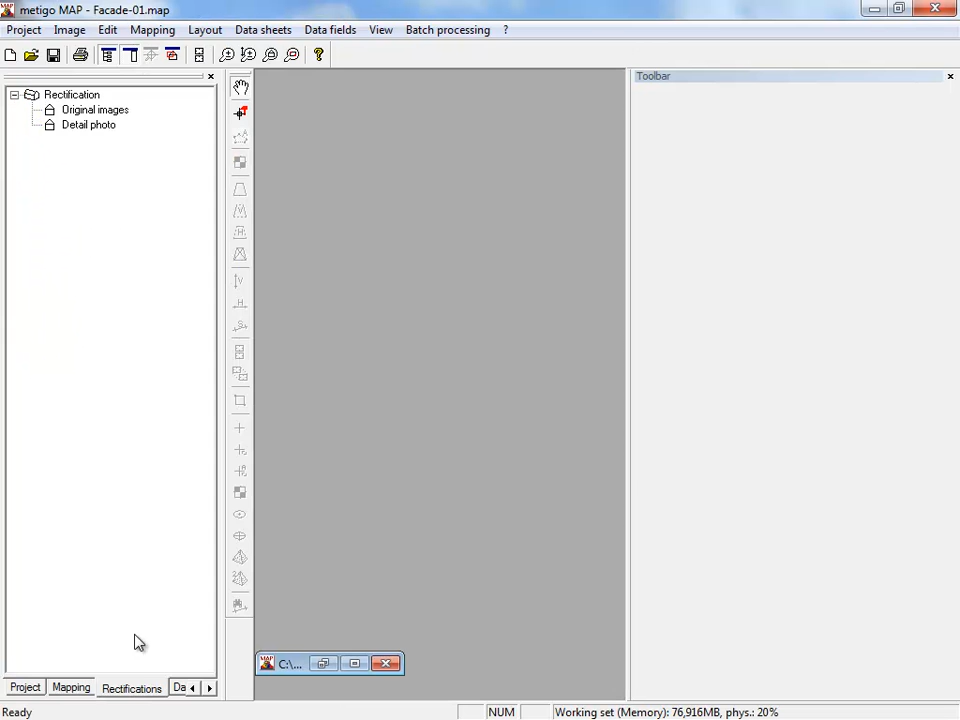 metigo MAP - Facade-01.map
Project Image Edit Mapping Layout Data sheets Data fields View Batch processing ?
Toolbar
Rectification
Original images
Detail photo
C:\...
Project Mapping Rectifications Da
Ready NUM Working set (Memory): 76,916MB, phys.: 20%